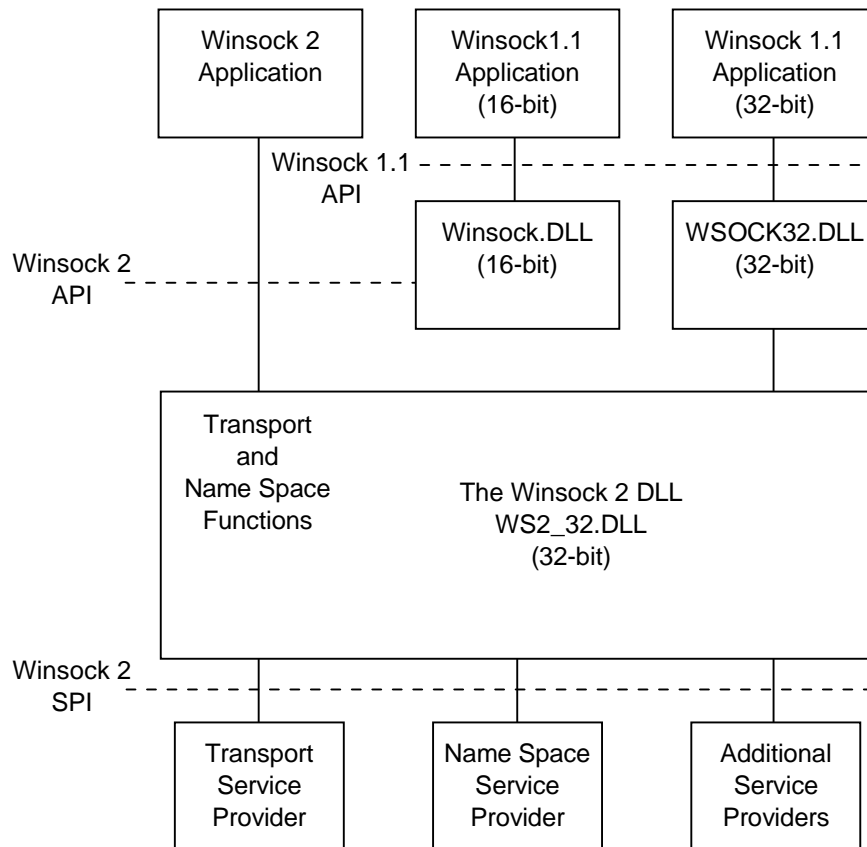 Winsock 2
Application
Winsock1.1
Application
(16-bit)
Winsock 1.1
Application
(32-bit)
Winsock 1.1
API
Winsock.DLL
(16-bit)
WSOCK32.DLL
(32-bit)
Winsock 2
API
Transport
and
Name Space
Functions
The Winsock 2 DLL
WS2_32.DLL
(32-bit)
Winsock 2
SPI
Transport
Service
Provider
Name Space
Service
Provider
Additional
Service
Providers